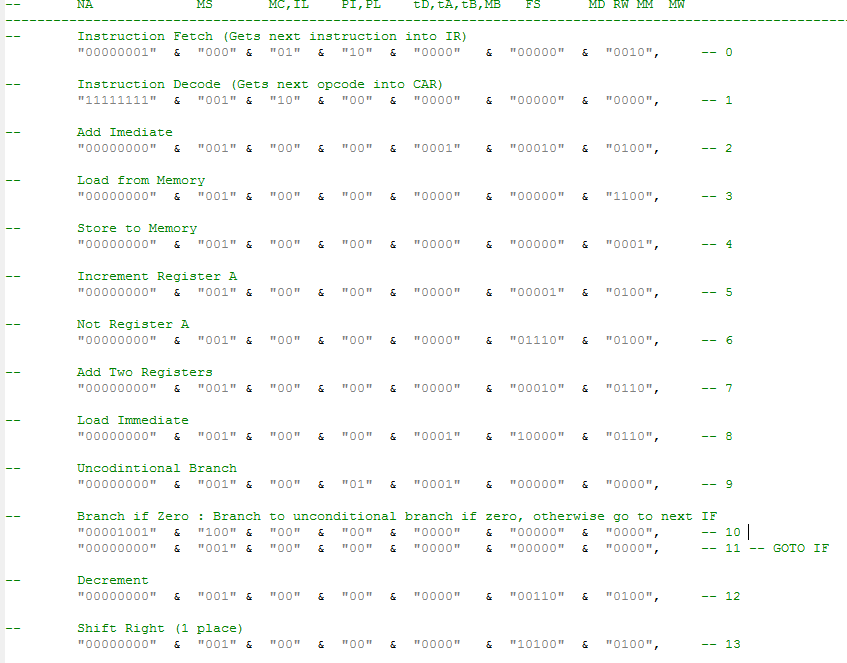 -- NA MS MC,IL PI,PL tD,tA,tB,MB FS MD RW MM MW
--------------------------------------------------------------------------------------------------------
-- Instruction Fetch (Gets next instruction into IR)
"00000001" & "000" & "01" & "10" & "0000" & "00000" & "0010", -- 0
-- Instruction Decode (Gets next opcode into CAR)
"11111111" & "001" & "10" & "00" & "0000" & "00000" & "0000", -- 1
-- Add Imediate
"00000000" & "001" & "00" & "00" & "0001" & "00010" & "0100", -- 2
-- Load from Memory
"00000000" & "001" & "00" & "00" & "0000" & "00000" & "1100", -- 3
-- Store to Memory
"00000000" & "001" & "00" & "00" & "0000" & "00000" & "0001", -- 4
-- Increment Register A
"00000000" & "001" & "00" & "00" & "0000" & "00001" & "0100", -- 5
-- Not Register A
"00000000" & "001" & "00" & "00" & "0000" & "01110" & "0100", -- 6
-- Add Two Registers
"00000000" & "001" & "00" & "00" & "0000" & "00010" & "0110", -- 7
-- Load Immediate
"00000000" & "001" & "00" & "00" & "0001" & "10000" & "0110", -- 8
-- Uncodintional Branch
"00000000" & "001" & "00" & "01" & "0001" & "00000" & "0000", -- 9
-- Branch if Zero : Branch to unconditional branch if zero, otherwise go to next IF
"00001001" & "100" & "00" & "00" & "0000" & "00000" & "0000", -- 10
"00000000" & "001" & "00" & "00" & "0000" & "00000" & "0000", -- 11 -- GOTO IF
-- Decrement
"00000000" & "001" & "00" & "00" & "0000" & "00110" & "0100", -- 12
-- Shift Right (1 place)
"00000000" & "001" & "00" & "00" & "0000" & "10100" & "0100", -- 13